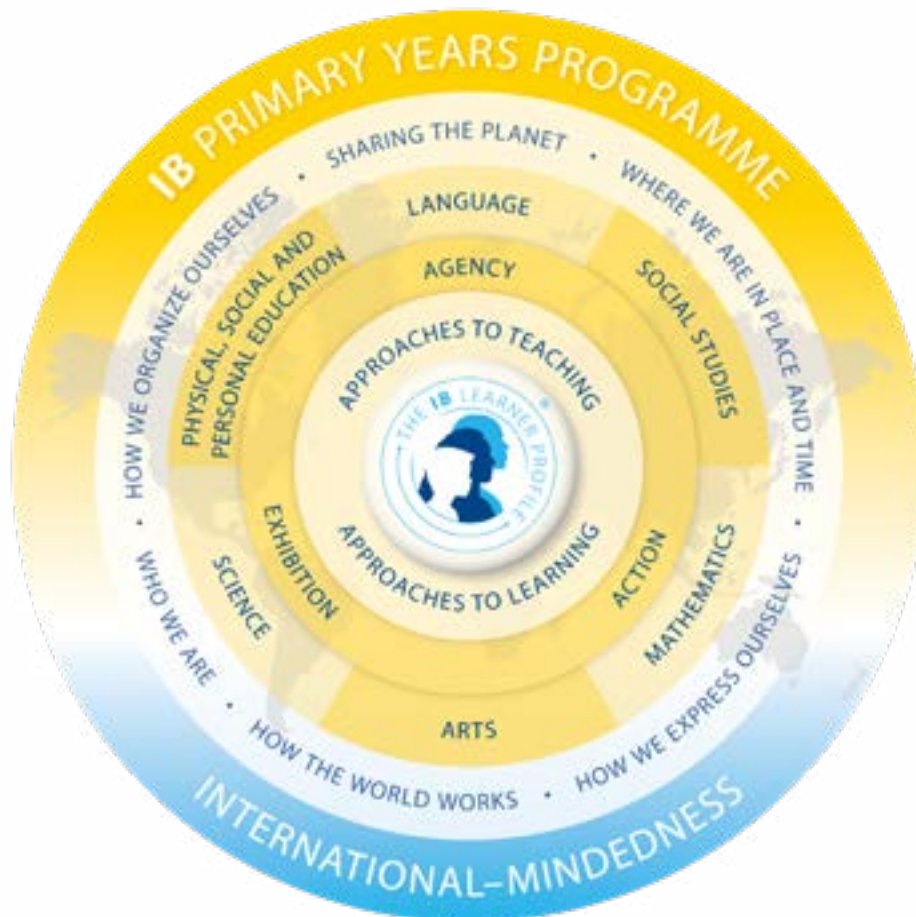 IB PRIMARY YEARS PROGRAMME
SHARING THE PLANET
WHERE WE ARE IN PLACE AND TIME
HOW WE EXPRESS OURSELVES
HOW THE WORLD WORKS
WHO WE ARE
HOW WE ORGANIZE OURSELVES
LANGUAGE
SOCIAL STUDIES
MATHEMATICS
ARTS
SCIENCE
PHYSICAL, SOCIAL AND
PERSONAL EDUCATION
AGENCY
ACTION
EXHIBITION
APPROACHES TO TEACHING
THE IB LEARNER PROFILE®
APPROACHES TO LEARNING
INTERNATIONAL–MINDEDNESS